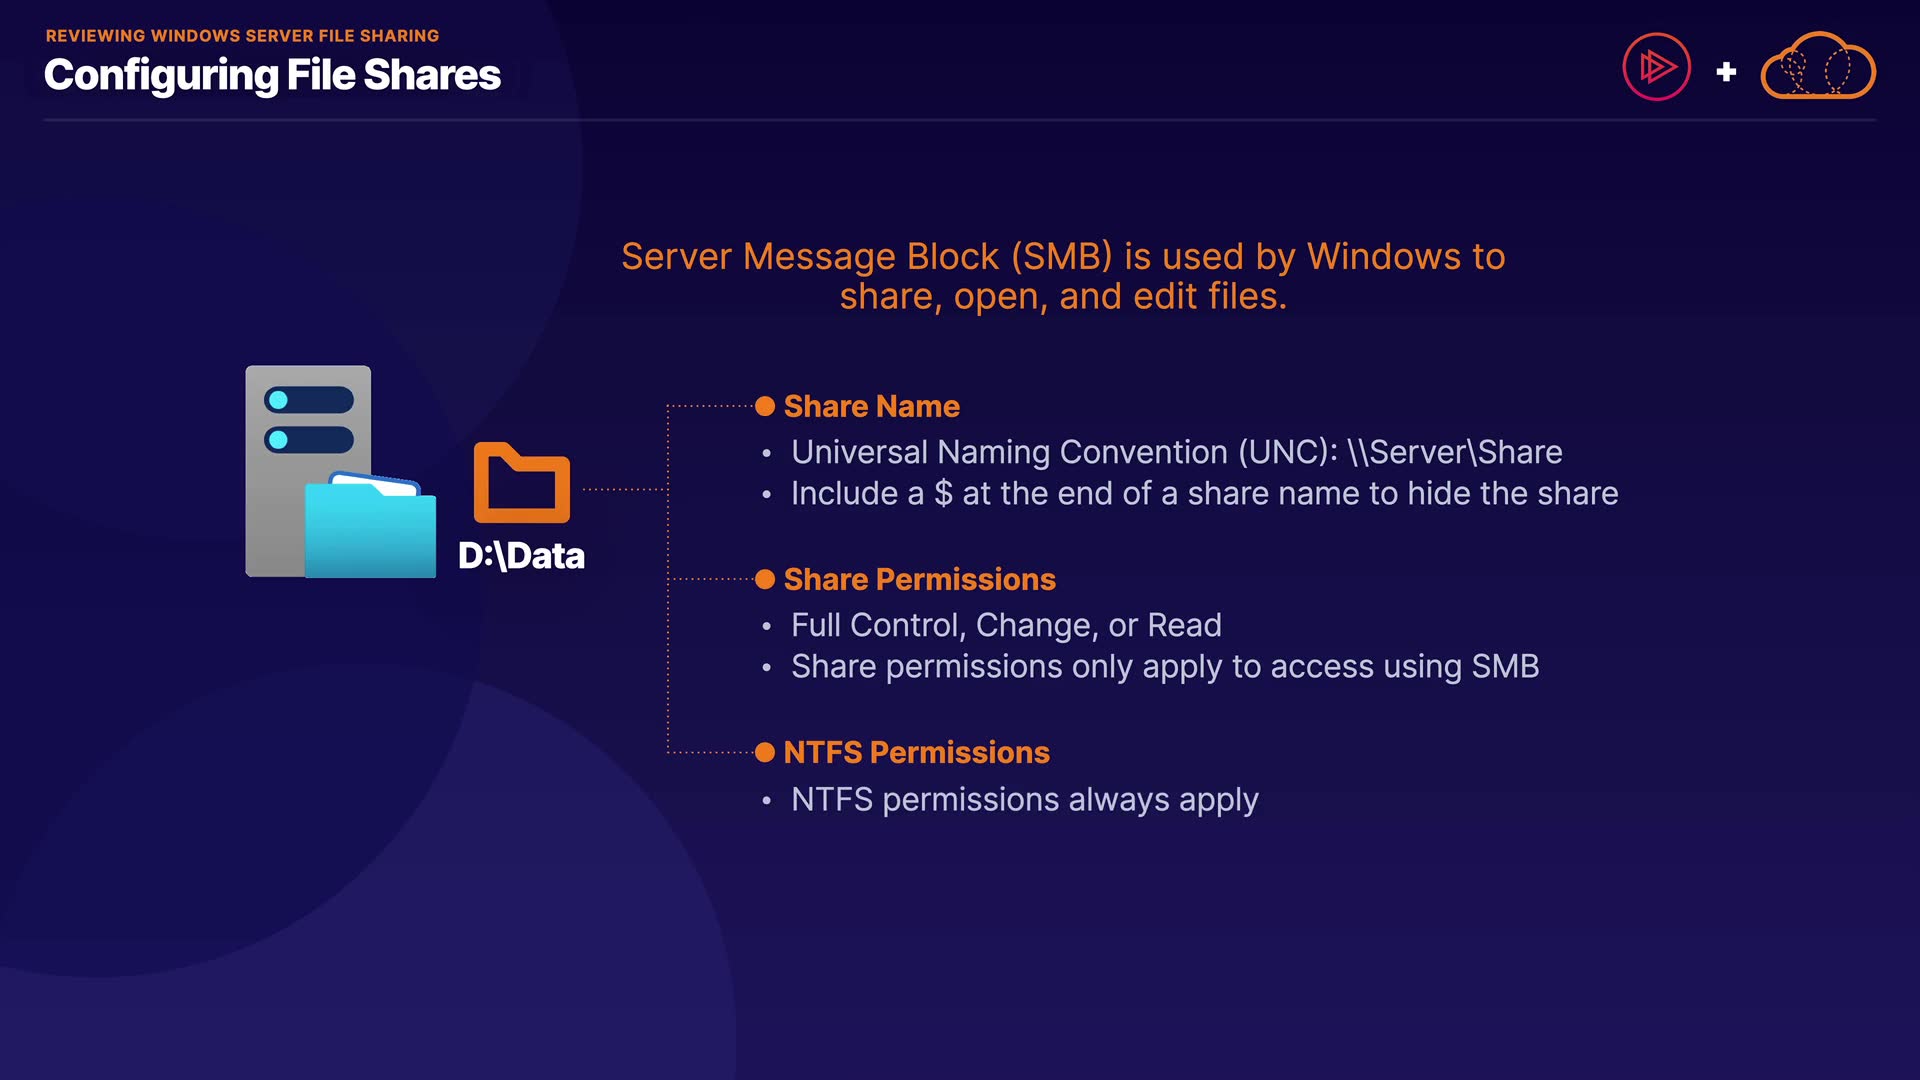 REVIEWING WINDOWS SERVER FILE SHARING
Configuring File Shares
Server Message Block (SMB) is used by Windows to
share, open, and edit files.
D:\Data
Share Name
• Universal Naming Convention (UNC): \\Server\Share
• Include a $ at the end of a share name to hide the share
Share Permissions
• Full Control, Change, or Read
• Share permissions only apply to access using SMB
NTFS Permissions
• NTFS permissions always apply